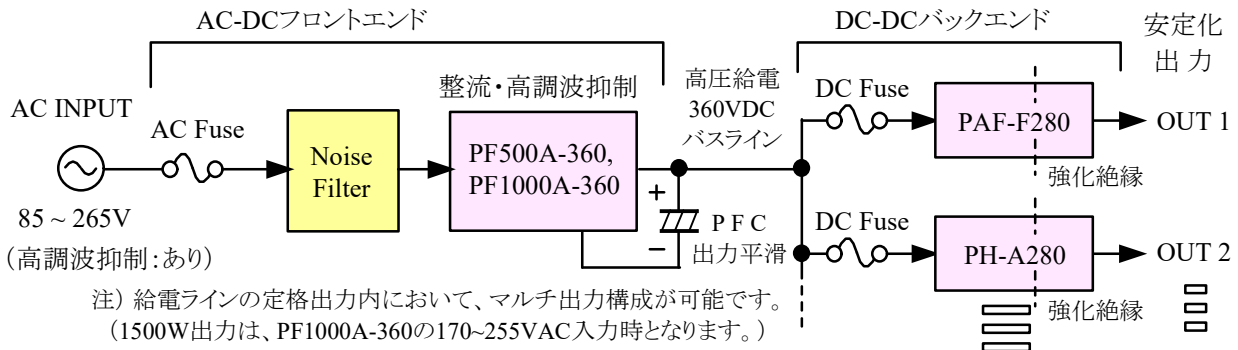 AC-DCフロントエンド
DC-DCバックエンド
安定化
出 力
AC INPUT
AC Fuse
整流・高調波抑制
高圧給電
360VDC
バスライン
DC Fuse
PAF-F280
OUT 1
Noise
Filter
PF500A-360,
PF1000A-360
強化絶縁
85 ~ 265V
(高調波抑制:あり)
+
−
P F C
出力平滑
DC Fuse
PH-A280
OUT 2
強化絶縁
注) 給電ラインの定格出力内において、マルチ出力構成が可能です。
(1500W出力は、PF1000A-360の170~255VAC入力時となります。)